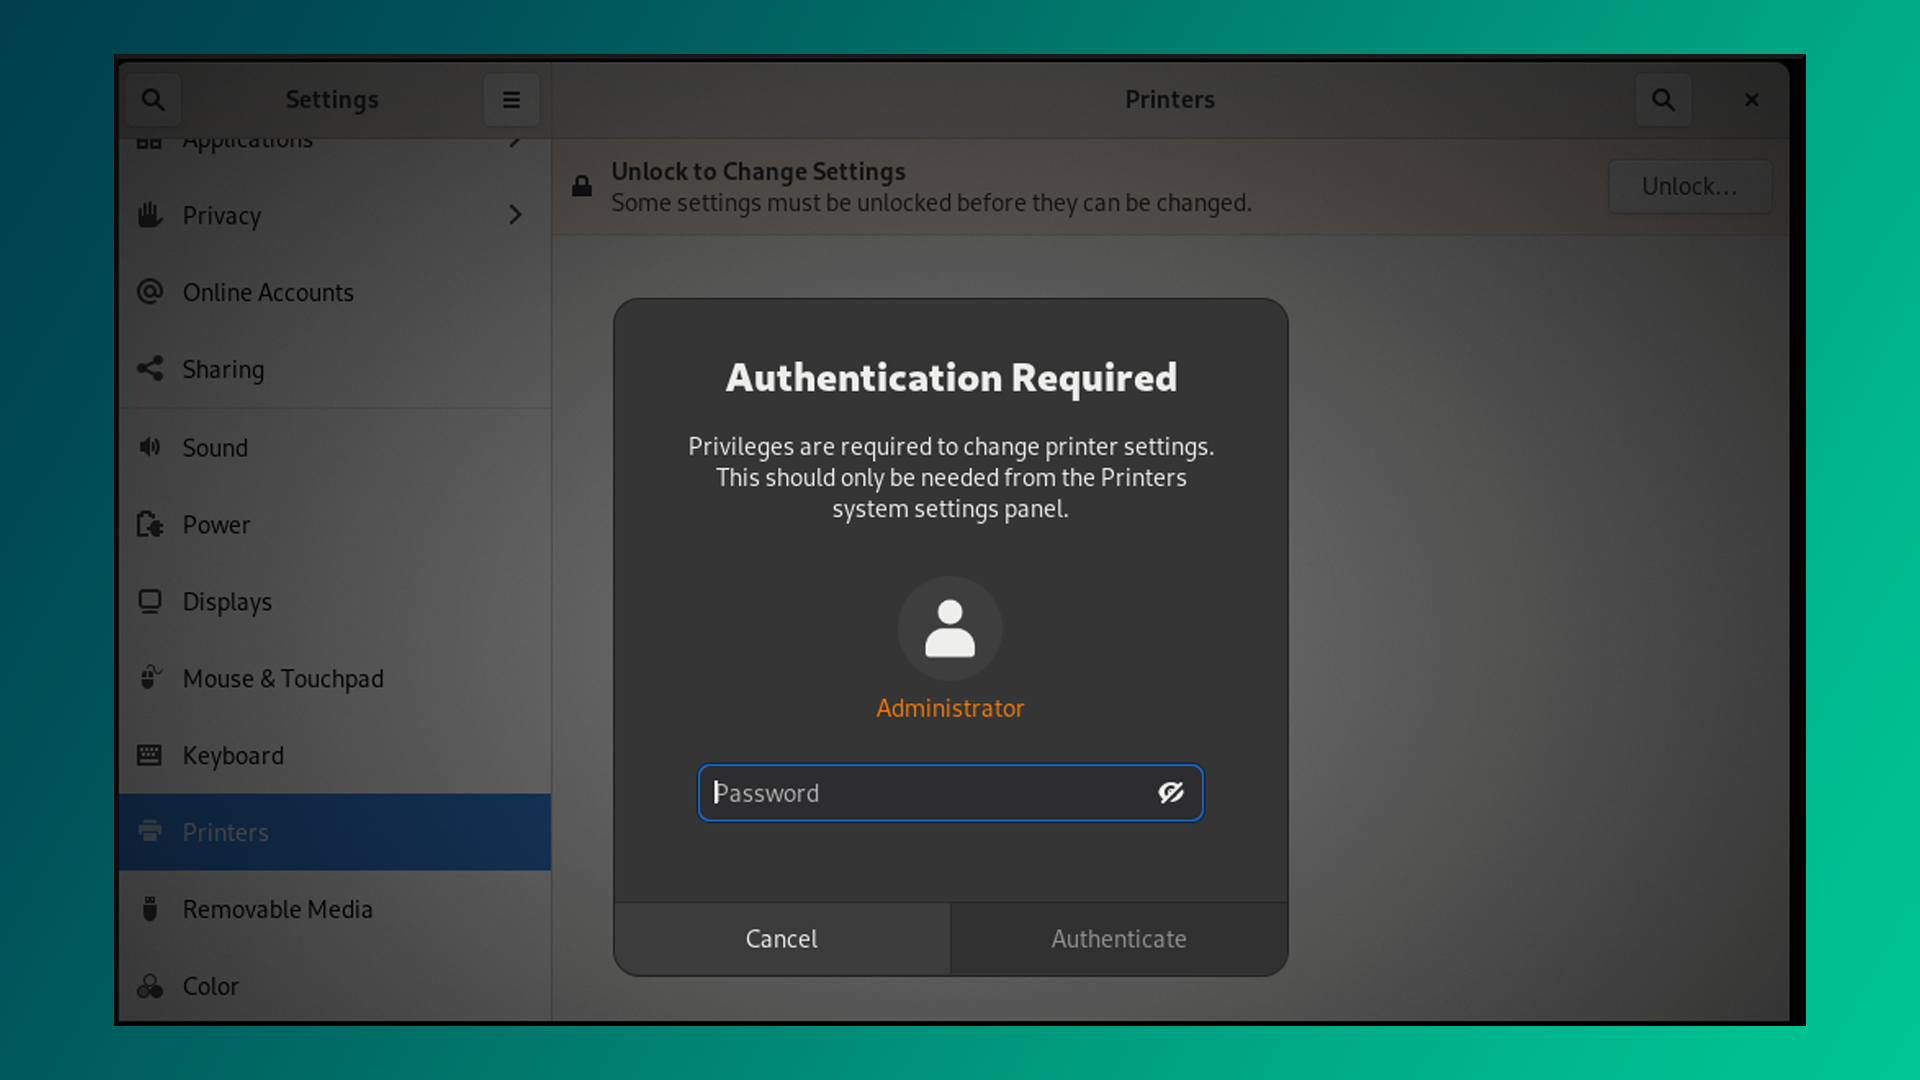 Settings
Printers
Applications
Privacy
Online Accounts
Sharing
Sound
Power
Displays
Mouse & Touchpad
Keyboard
Printers
Removable Media
Color
Unlock to Change Settings
Some settings must be unlocked before they can be changed.
Unlock...
Authentication Required
Privileges are required to change printer settings.
This should only be needed from the Printers
system settings panel.
Administrator
Password
Cancel
Authenticate